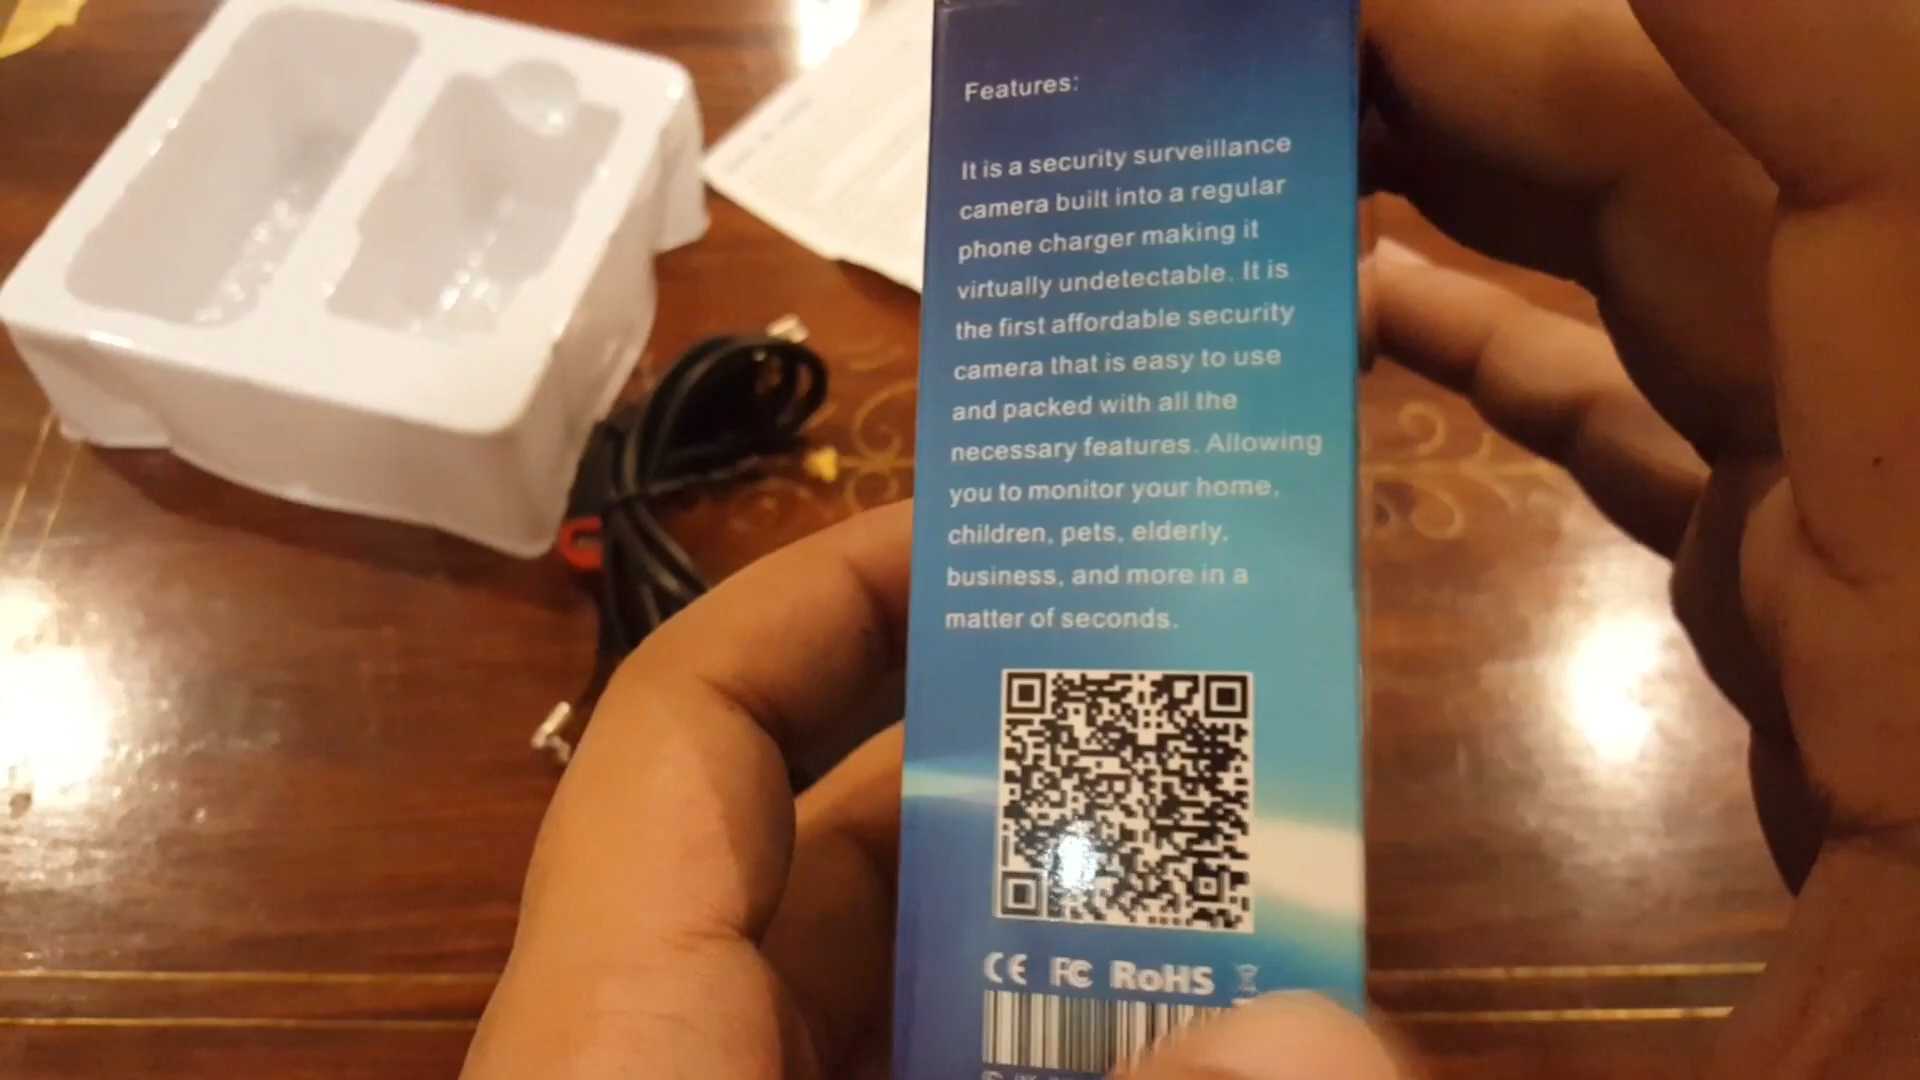 Features:
It is a security surveillance
camera built into a regular
phone charger making it
virtually undetectable. It is
the first affordable security
camera that is easy to use
and packed with all the
necessary features. Allowing
you to monitor your home,
children, pets, elderly,
business, and more in a
matter of seconds.
CE FC RoHS